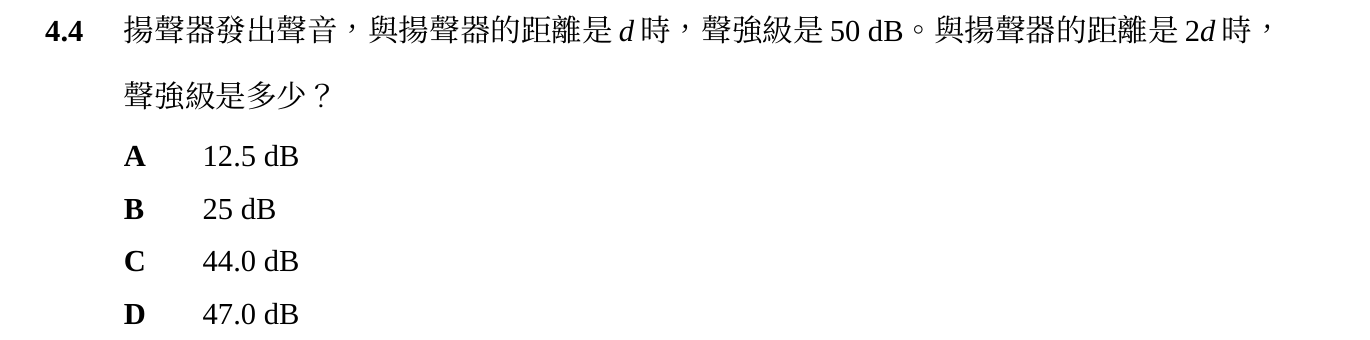 4.4 揚聲器發出聲音，與揚聲器的距離是 d 時，聲強級是 50 dB。與揚聲器的距離是 2d 時，
聲強級是多少？
A 12.5 dB
B 25 dB
C 44.0 dB
D 47.0 dB